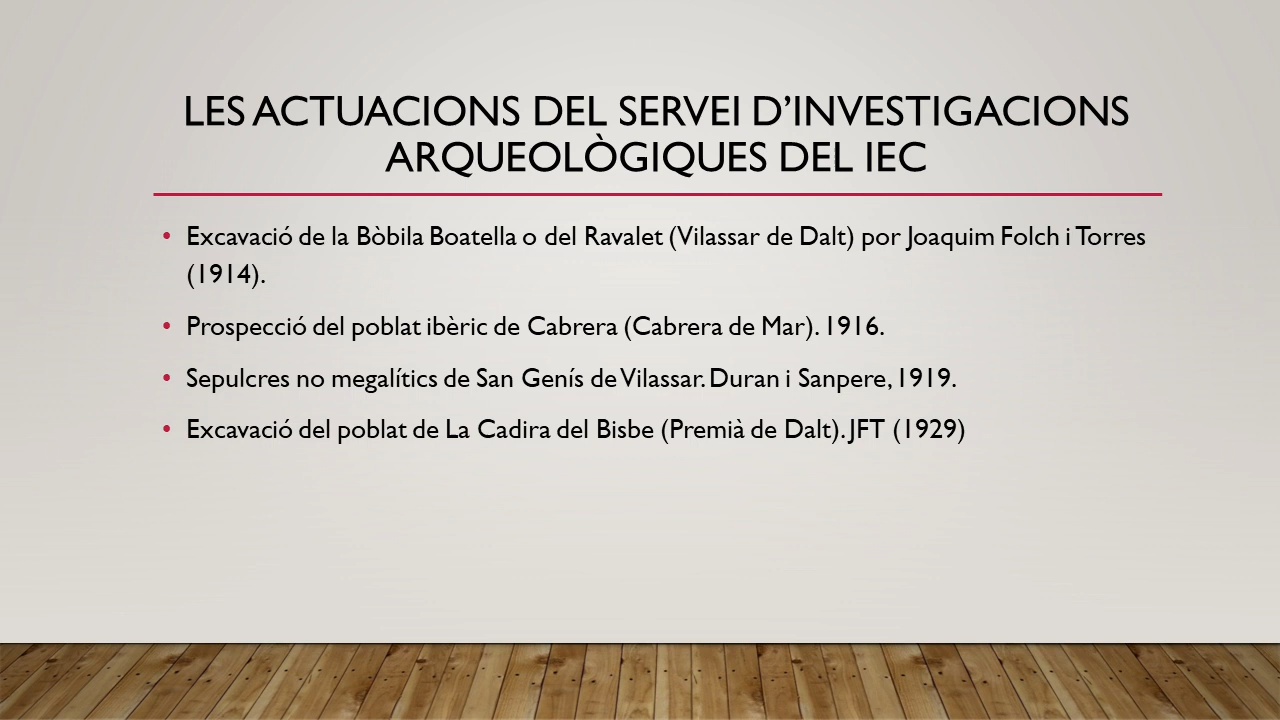 LES ACTUACIONS DEL SERVEI D’INVESTIGACIONS
ARQUEOLÒGIQUES DEL IEC
• Excavació de la Bòbila Boatella o del Ravalet (Vilassar de Dalt) por Joaquim Folch i Torres
(1914).
• Prospecció del poblat ibèric de Cabrera (Cabrera de Mar). 1916.
• Sepulcres no megalítics de San Genís de Vilassar. Duran i Sanpere, 1919.
• Excavació del poblat de La Cadira del Bisbe (Premià de Dalt). JFT (1929)